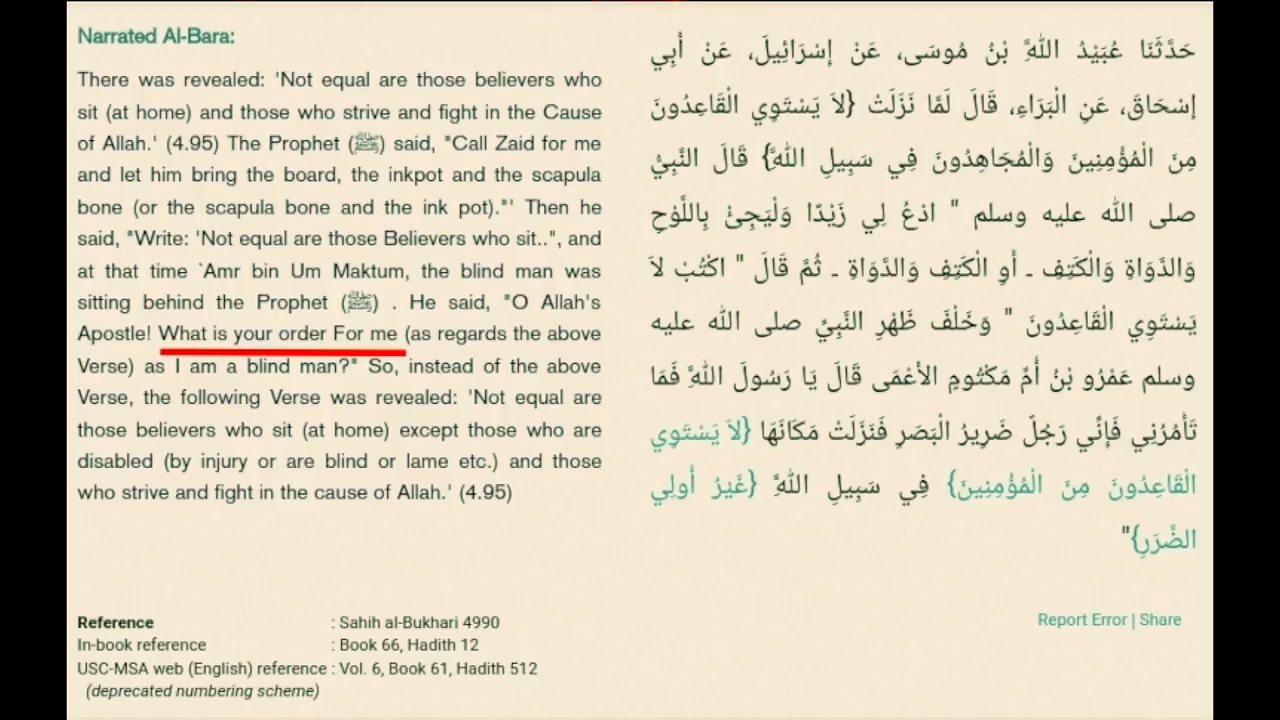 Narrated Al-Bara:
There was revealed: 'Not equal are those believers who
sit (at home) and those who strive and fight in the Cause
of Allah.' (4.95) The Prophet (ﷺ) said, "Call Zaid for me
and let him bring the board, the inkpot and the scapula
bone (or the scapula bone and the ink pot)."' Then he
said, "Write: 'Not equal are those Believers who sit..", and
at that time `Amr bin Um Maktum, the blind man was
sitting behind the Prophet (ﷺ) . He said, "O Allah's
Apostle! What is your order For me (as regards the above
Verse) as I am a blind man?" So, instead of the above
Verse, the following Verse was revealed: 'Not equal are
those believers who sit (at home) except those who are
disabled (by injury or are blind or lame etc.) and those
who strive and fight in the cause of Allah.' (4.95)
حَدَّثَنَا عُبَيْدُ اللَّهِ بْنُ مُوسَى، عَنْ إِسْرَائِيلَ، عَنْ أَبِي
إِسْحَاقَ، عَنِ الْبَرَاءِ، قَالَ لَمَّا نَزَلَتْ {لاَ يَسْتَوِي الْقَاعِدُونَ
مِنَ الْمُؤْمِنِينَ وَالْمُجَاهِدُونَ فِي سَبِيلِ اللَّهِ} قَالَ النَّبِيُّ
صلى الله عليه وسلم " ادْعُ لِي زَيْدًا وَلْيَجِئْ بِاللَّوْحِ
وَالدَّوَاةِ وَالْكَتِفِ ـ أَوِ الْكَتِفِ وَالدَّوَاةِ ـ ثُمَّ قَالَ " اكْتُبْ لاَ
يَسْتَوِي الْقَاعِدُونَ " وَخَلْفَ ظَهْرِ النَّبِيِّ صلى الله عليه
وسلم عَمْرُو بْنُ أُمِّ مَكْتُومٍ الأَعْمَى قَالَ يَا رَسُولَ اللَّهِ فَمَا
تَأْمُرُنِي فَإِنِّي رَجُلٌ ضَرِيرُ الْبَصَرِ فَنَزَلَتْ مَكَانَهَا {لاَ يَسْتَوِي
الْقَاعِدُونَ مِنَ الْمُؤْمِنِينَ} فِي سَبِيلِ اللَّهِ {غَيْرُ أُولِي
الضَّرَرِ}"
Reference : Sahih al-Bukhari 4990
In-book reference : Book 66, Hadith 12
USC-MSA web (English) reference : Vol. 6, Book 61, Hadith 512
(deprecated numbering scheme)
Report Error | Share